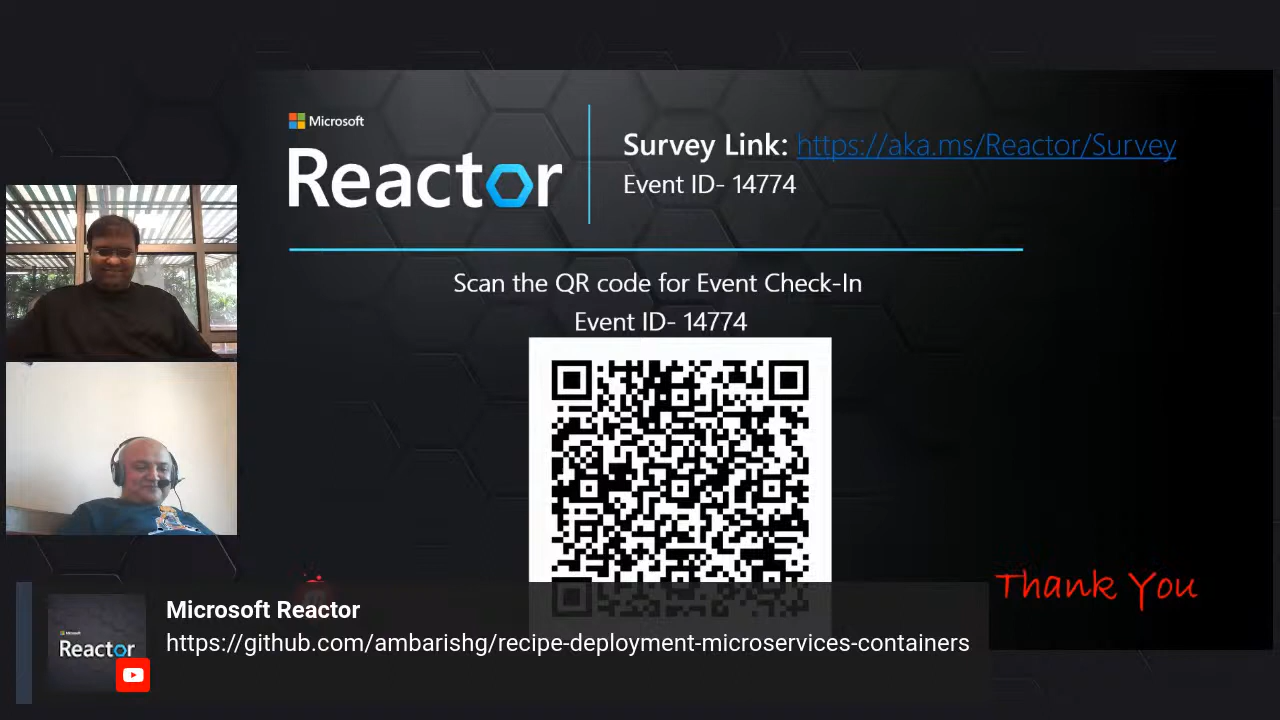 Microsoft
Reactor
Survey Link: https://aka.ms/Reactor/Survey
Event ID- 14774
Scan the QR code for Event Check-In
Event ID- 14774
Thank You
Microsoft
Reactor
Microsoft Reactor
https://github.com/ambarishg/recipe-deployment-microservices-containers